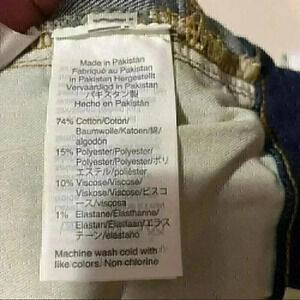 Made in Pakistan
Fabriqué au Pakistan
In Pakistan Hergestellt
Vervaardigd in Pakistan
パキスタン製
Hecho en Pakistán
74% Cotton/Coton/
Baumwolle/Katoen/綿/
algodón
15% Polyester/Polyester/
Polyester/Polyester/ポリ
エステル/poliéster
10% Viscose/Viscose/
Viskose/Viscose/ビスコ
ース/viscosa
1% Elastane/Elasthanne/
Elastan/Elastaan/エラス
テーン/elastano
Machine wash cold with
like colors. Non chlorine